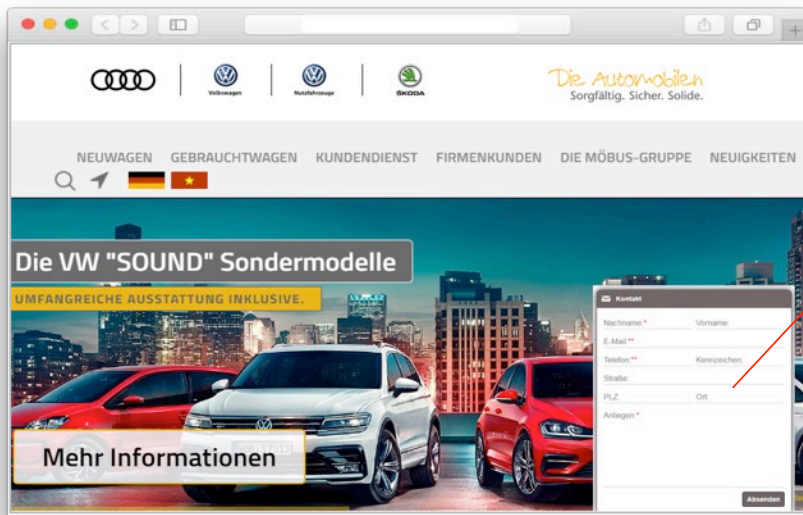 Volkswagen
Nutzfahrzeuge
ŠKODA
Die Automobilen
Sorgfältig. Sicher. Solide.
NEUWAGEN GEBRAUCHTWAGEN KUNDENDIENST FIRMENKUNDEN DIE MÖBUS-GRUPPE NEUIGKEITEN
Die VW "SOUND" Sondermodelle
UMFANGREICHE AUSSTATTUNG INKLUSIVE.
Mehr Informationen
Kontakt
Nachname: * Vorname:
E-Mail: **
Telefon: ** Kennzeichen:
Straße:
PLZ: Ort:
Anliegen *
Absenden